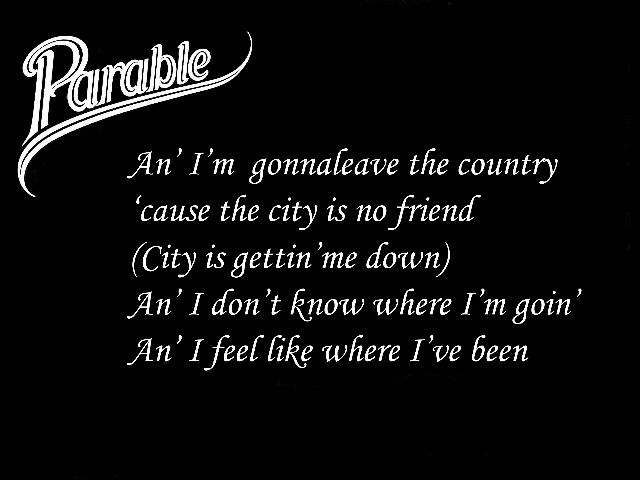 Parable
An’ I’m gonnaleave the country
‘cause the city is no friend
(City is gettin’me down)
An’ I don’t know where I’m goin’
An’ I feel like where I’ve been